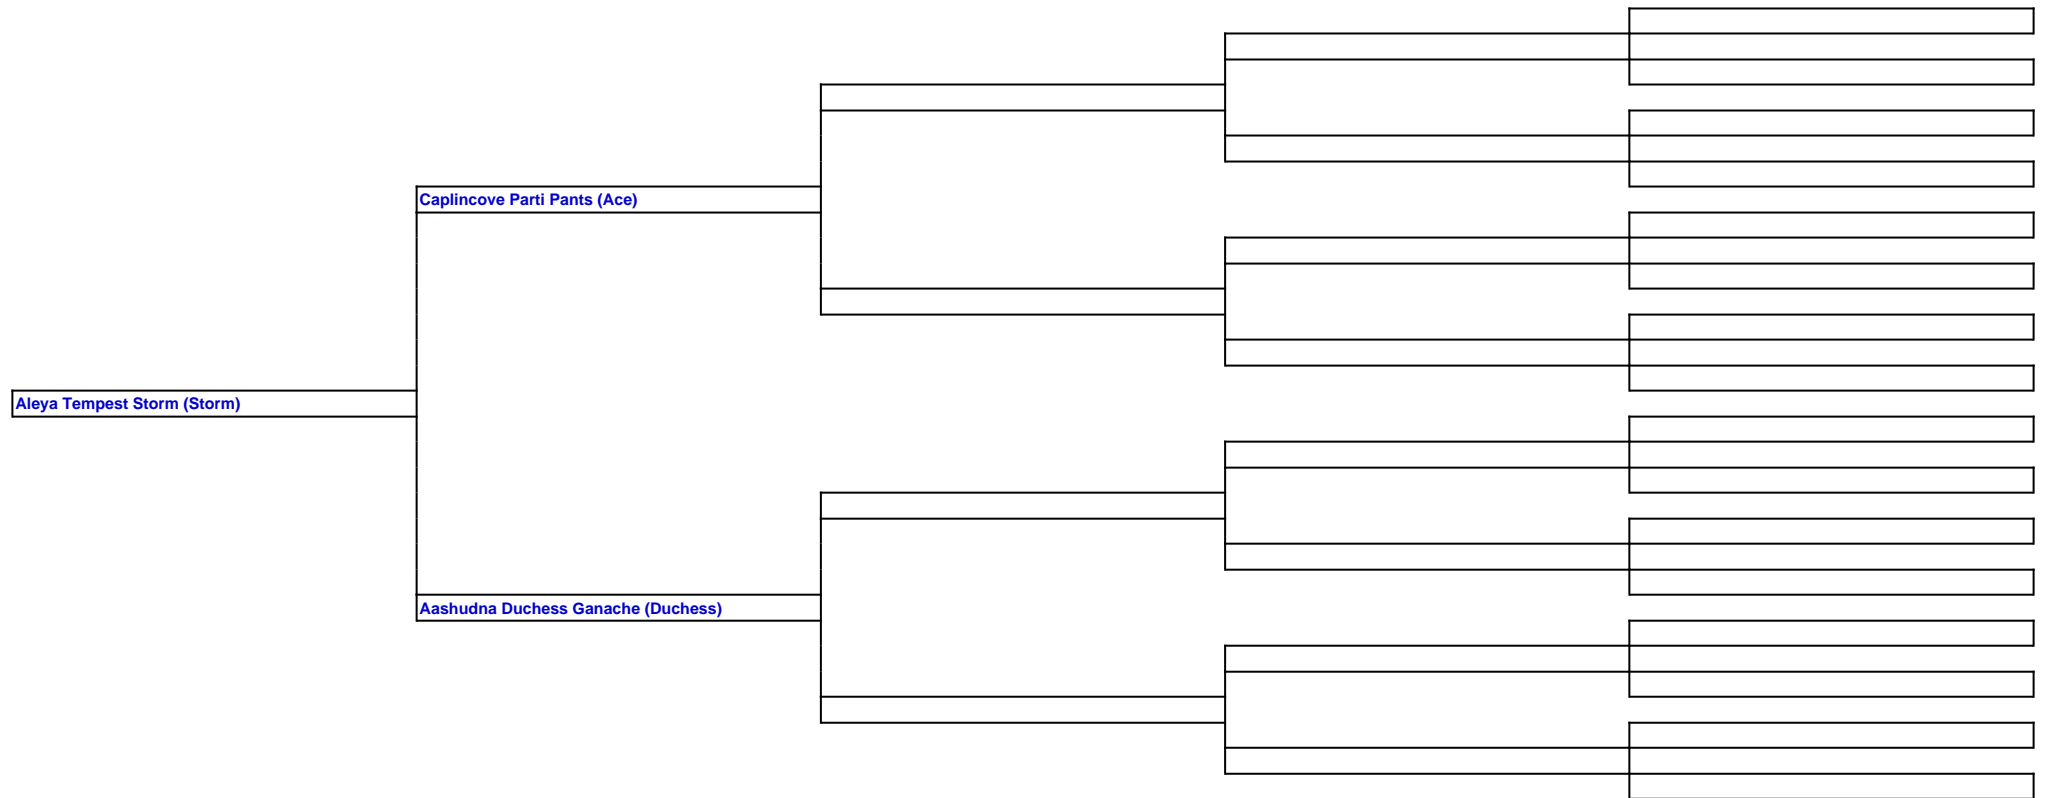 Caplincove Parti Pants (Ace)
Aleya Tempest Storm (Storm)
Aashudna Duchess Ganache (Duchess)